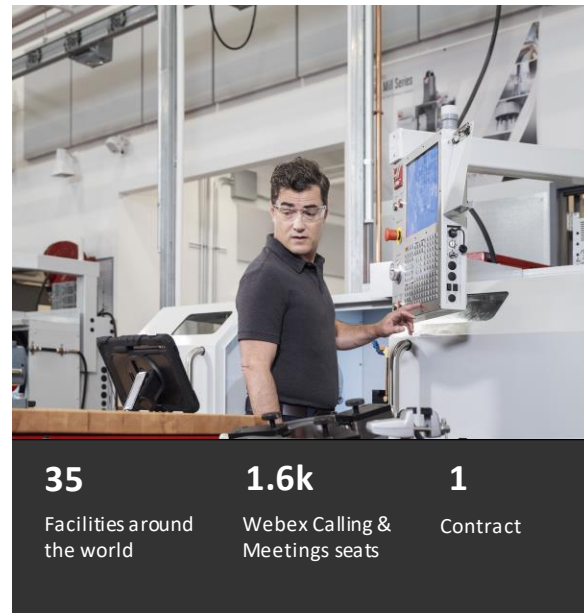 Mill Series
35
Facilities around
the world
1.6k
Webex Calling &
Meetings seats
1
Contract